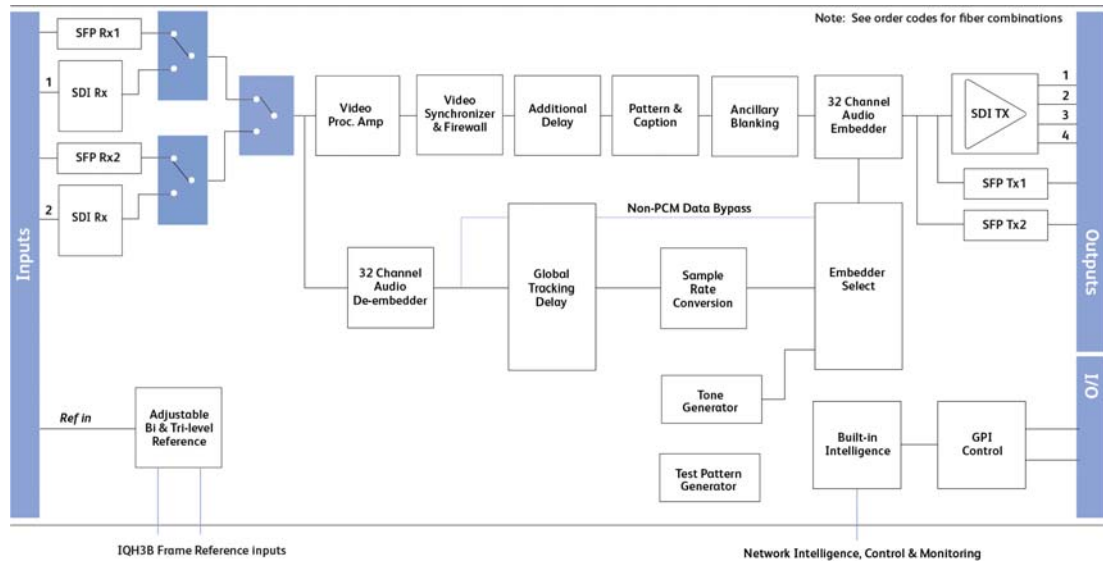 Note: See order codes for fiber combinations
Inputs
SFP Rx1
1
SDI Rx
SFP Rx2
2
SDI Rx
Video
Proc. Amp
Video
Synchronizer
& Firewall
Additional
Delay
Pattern &
Caption
Ancillary
Blanking
32 Channel
Audio
Embedder
SDI TX
1
2
3
4
SFP Tx1
SFP Tx2
Outputs
Non-PCM Data Bypass
32 Channel
Audio
De-embedder
Global
Tracking
Delay
Sample
Rate
Conversion
Embedder
Select
Tone
Generator
Test Pattern
Generator
Ref in
Adjustable
Bi & Tri-level
Reference
Built-in
Intelligence
GPI
Control
I/O
IQH3B Frame Reference inputs
Network Intelligence, Control & Monitoring